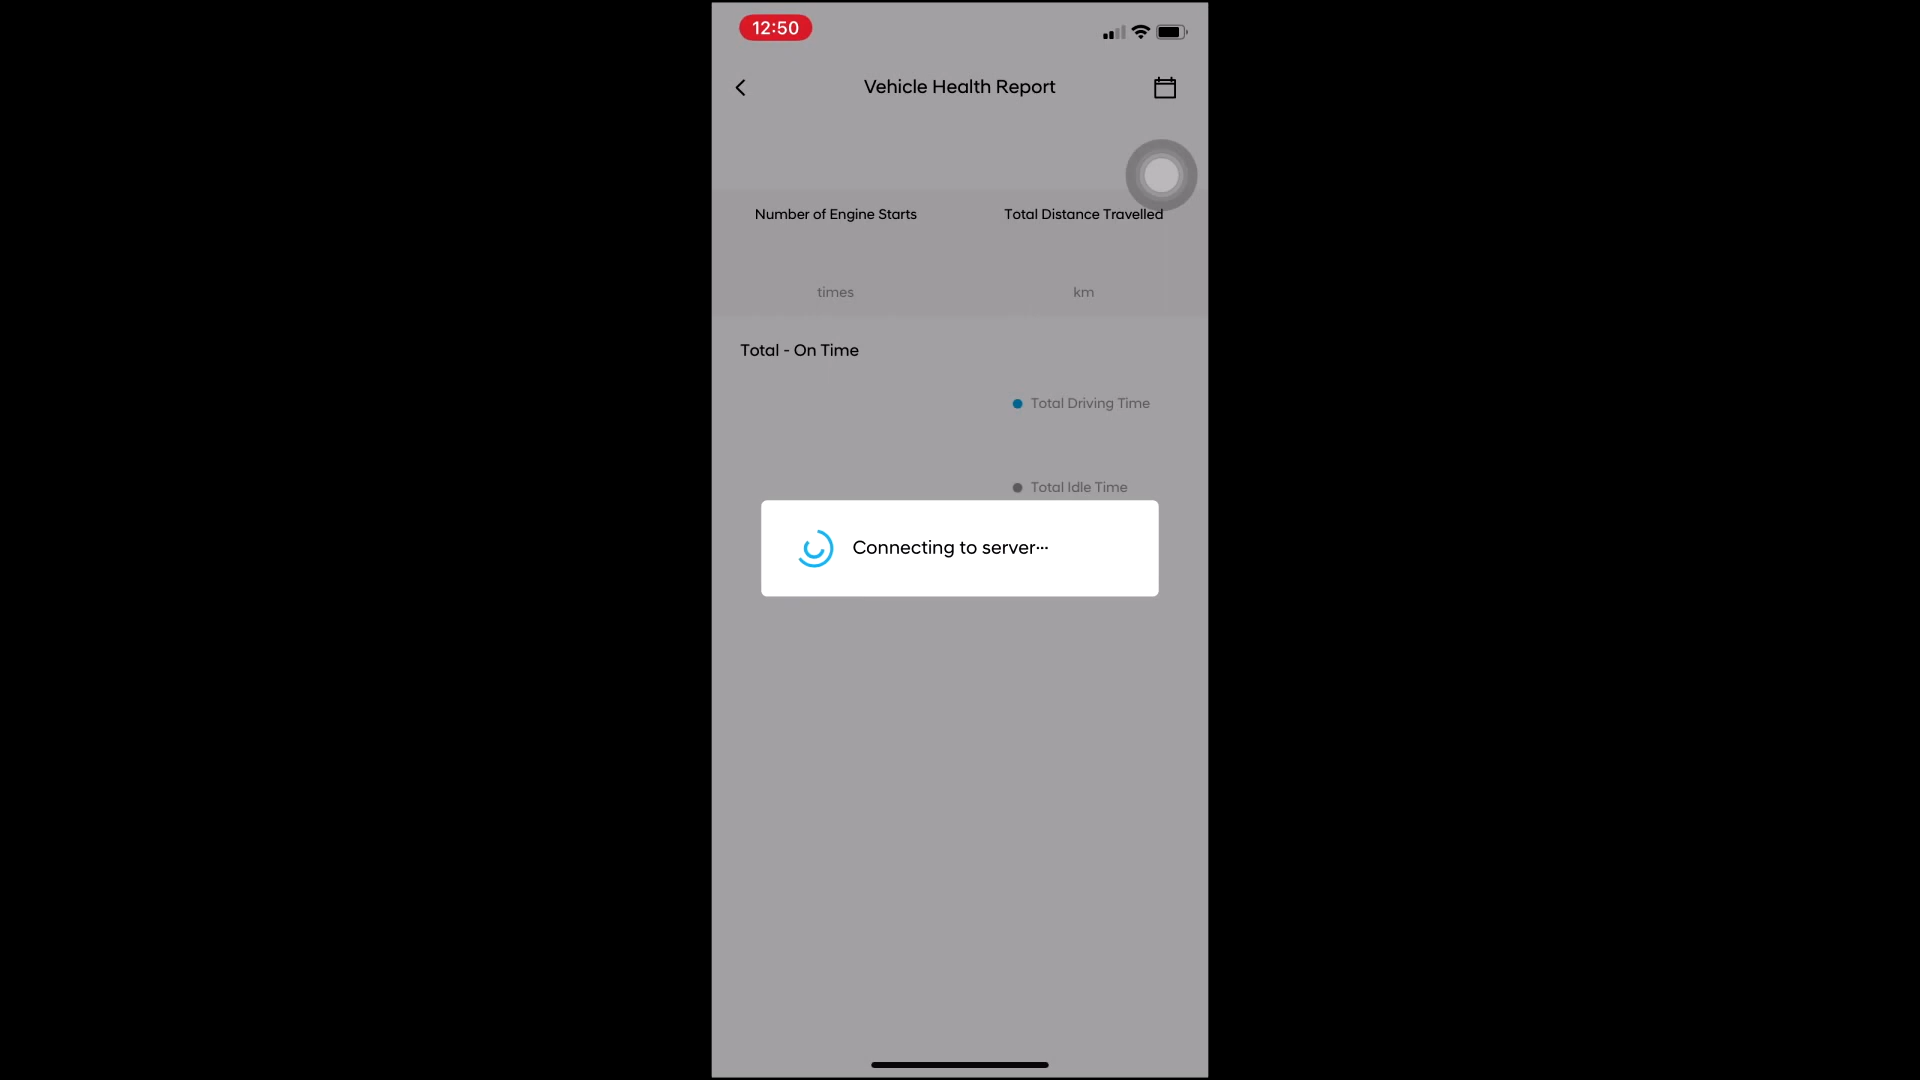 12:50
Vehicle Health Report
Number of Engine Starts
Total Distance Travelled
times
km
Total - On Time
Total Driving Time
Total Idle Time
Connecting to server···